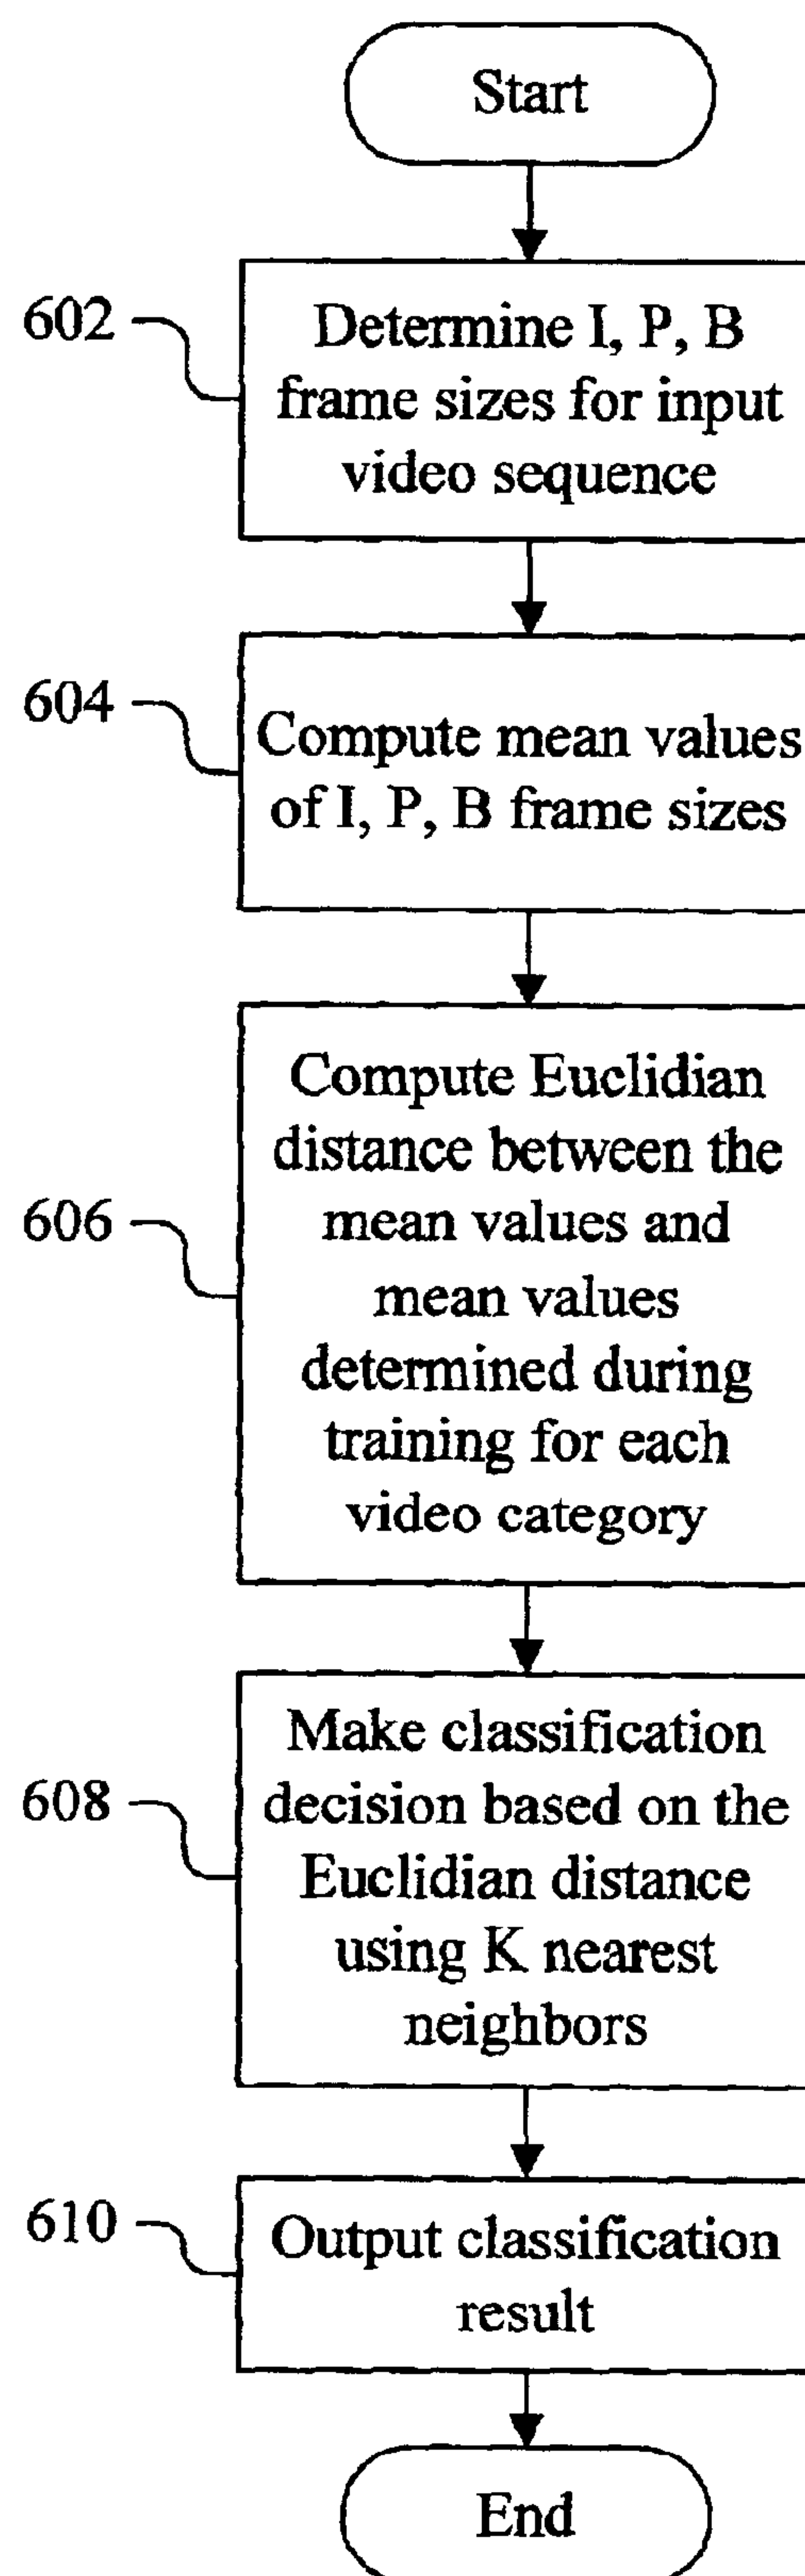 Start
602
Determine I, P, B
frame sizes for input
video sequence
604
Compute mean values
of I, P, B frame sizes
606
Compute Euclidian
distance between the
mean values and
mean values
determined during
training for each
video category
608
Make classification
decision based on the
Euclidian distance
using K nearest
neighbors
610
Output classification
result
End